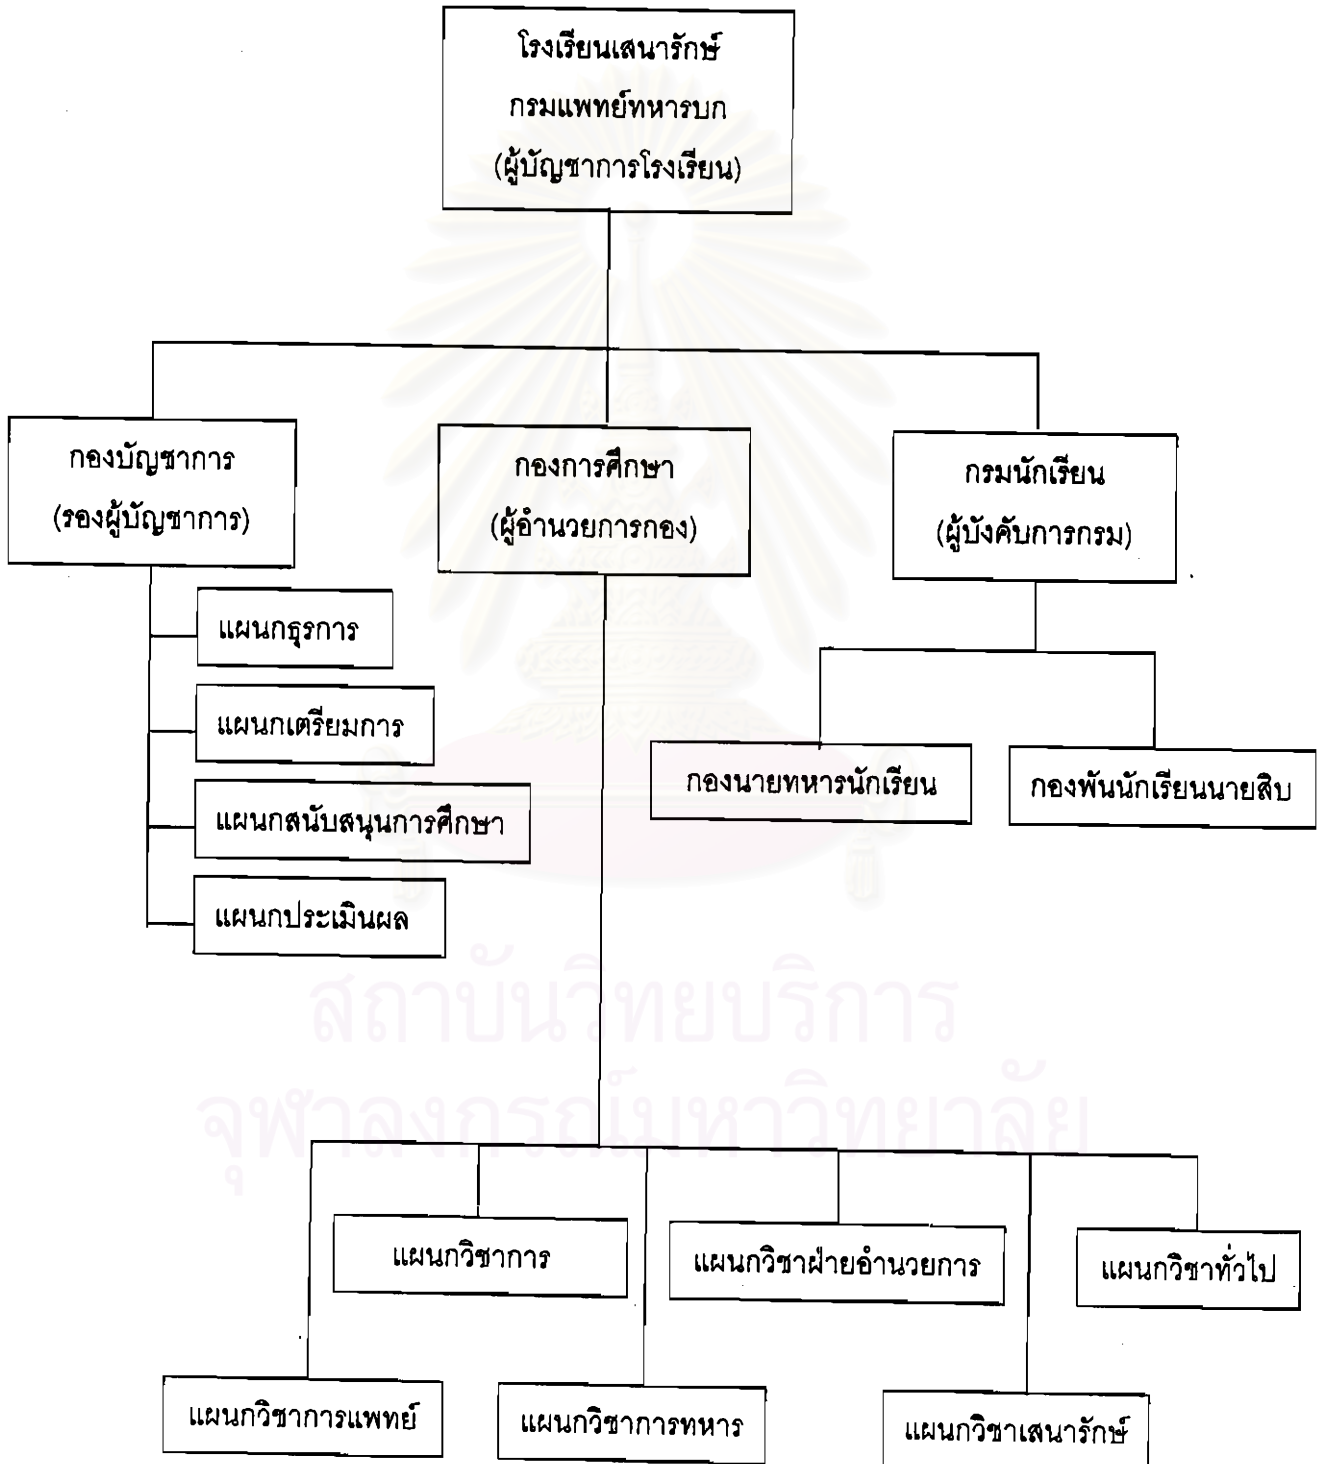 โรงเรียนเสนารักษ์
กรมแพทย์ทหารบก
(ผู้บัญชาการโรงเรียน)
กองบัญชาการ
(รองผู้บัญชาการ)
กองการศึกษา
(ผู้อำนวยการกอง)
กรมนักเรียน
(ผู้บังคับการกรม)
แผนกธุรการ
แผนกเตรียมการ
แผนกสนับสนุนการศึกษา
แผนกประเมินผล
กองนายทหารนักเรียน
กองพันนักเรียนนายสิบ
สถาบันวิทยบริการ
จุฬาลงกรณ์มหาวิทยาลัย
แผนกวิชาการ
แผนกวิชาฝ่ายอำนวยการ
แผนกวิชาทั่วไป
แผนกวิชาการแพทย์
แผนกวิชาการทหาร
แผนกวิชาเสนารักษ์